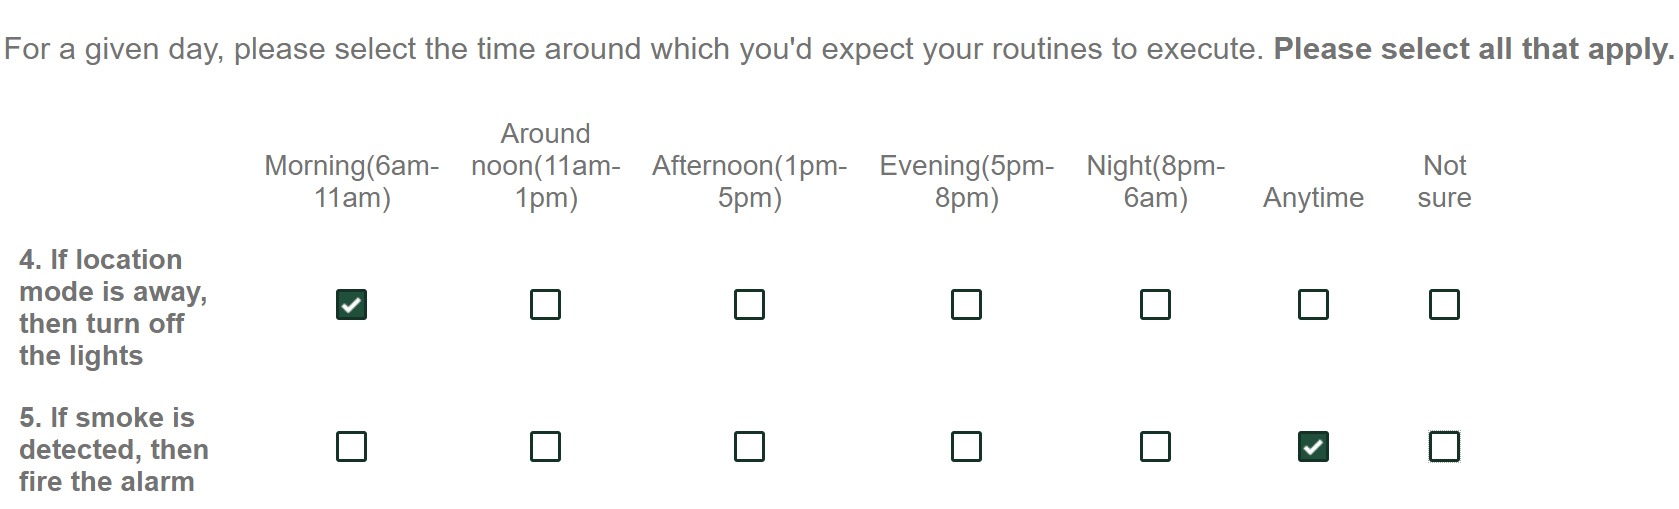 For a given day, please select the time around which you'd expect your routines to execute. Please select all that apply.
Around
Morning(6am- noon(11am- Afternoon(1pm- Evening(5pm- Night(8pm- Not
11am) 1pm) 5pm) 8pm) 6am) Anytime sure
4. If location
mode is away,
then turn off
the lights
5. If smoke is
detected, then
fire the alarm